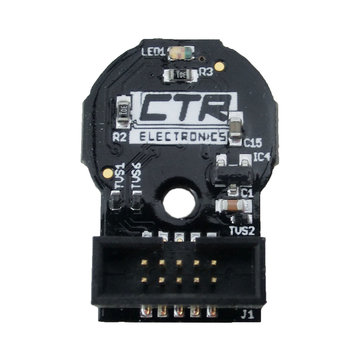 LED1
R3
CTR
ELECTRONICS
R2
C15
IC4
TVS1
TVS6
C1
TVS2
J1